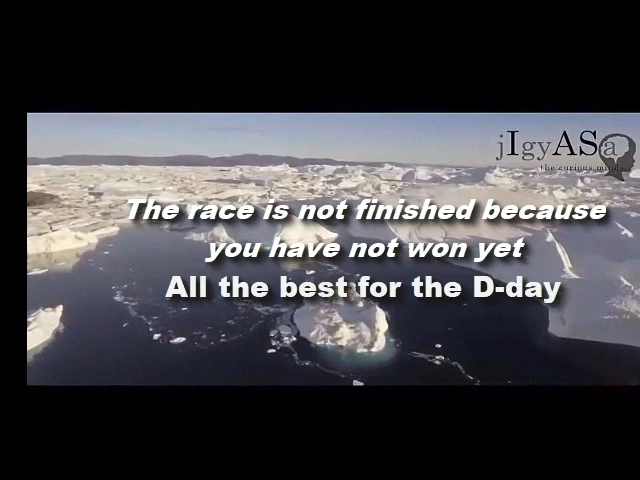 jIgyASa
the curious minds
The race is not finished because
you have not won yet
All the best for the D-day